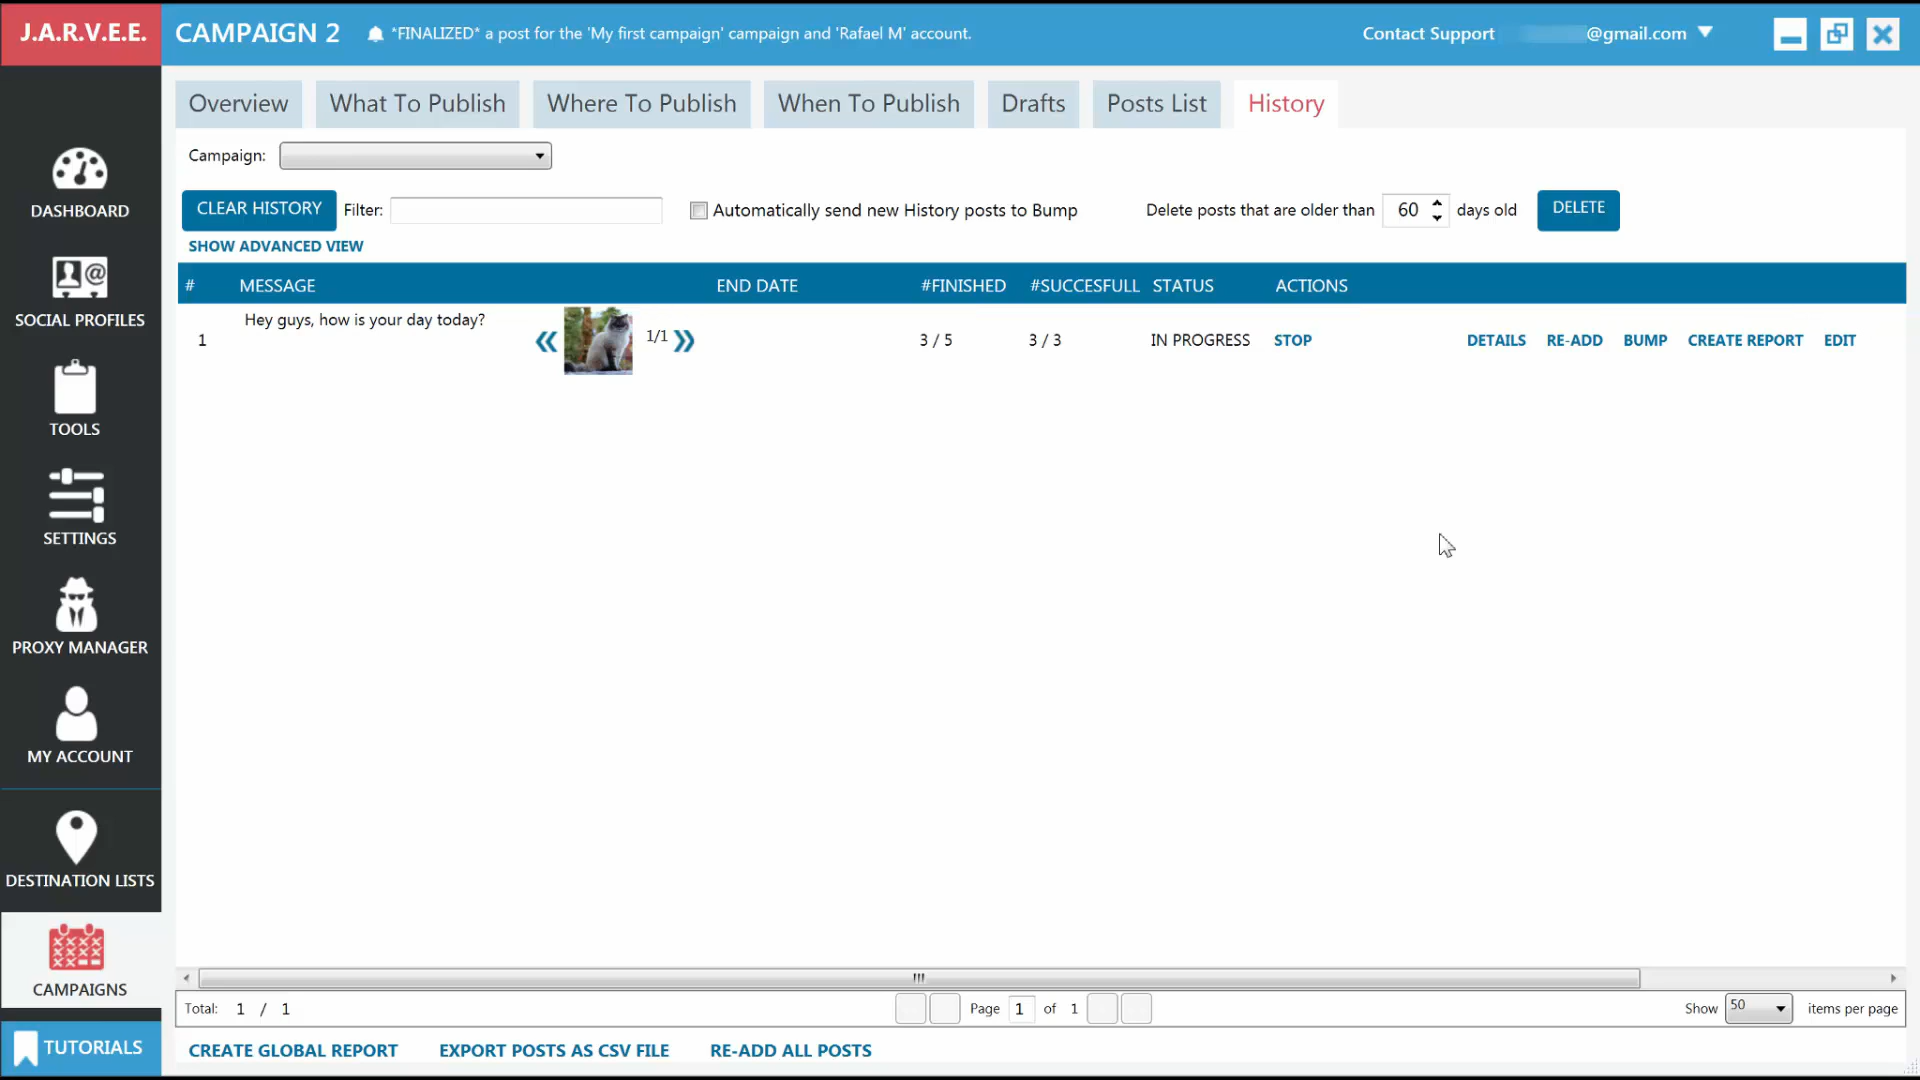 J.A.R.V.E.E. CAMPAIGN 2 *FINALIZED* a post for the 'My first campaign' campaign and 'Rafael M' account. Contact Support @gmail.com
Overview What To Publish Where To Publish When To Publish Drafts Posts List History
Campaign:
CLEAR HISTORY Filter: Automatically send new History posts to Bump Delete posts that are older than 60 days old DELETE
SHOW ADVANCED VIEW
# MESSAGE END DATE #FINISHED #SUCCESFULL STATUS ACTIONS
Hey guys, how is your day today?
1 1/1 3 / 5 3 / 3 IN PROGRESS STOP DETAILS RE-ADD BUMP CREATE REPORT EDIT
DASHBOARD
SOCIAL PROFILES
TOOLS
SETTINGS
PROXY MANAGER
MY ACCOUNT
DESTINATION LISTS
CAMPAIGNS
TUTORIALS
Total: 1 / 1 Page 1 of 1 Show 50 items per page
CREATE GLOBAL REPORT EXPORT POSTS AS CSV FILE RE-ADD ALL POSTS